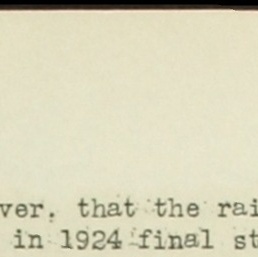 ver, that the rai
in 1924 final st